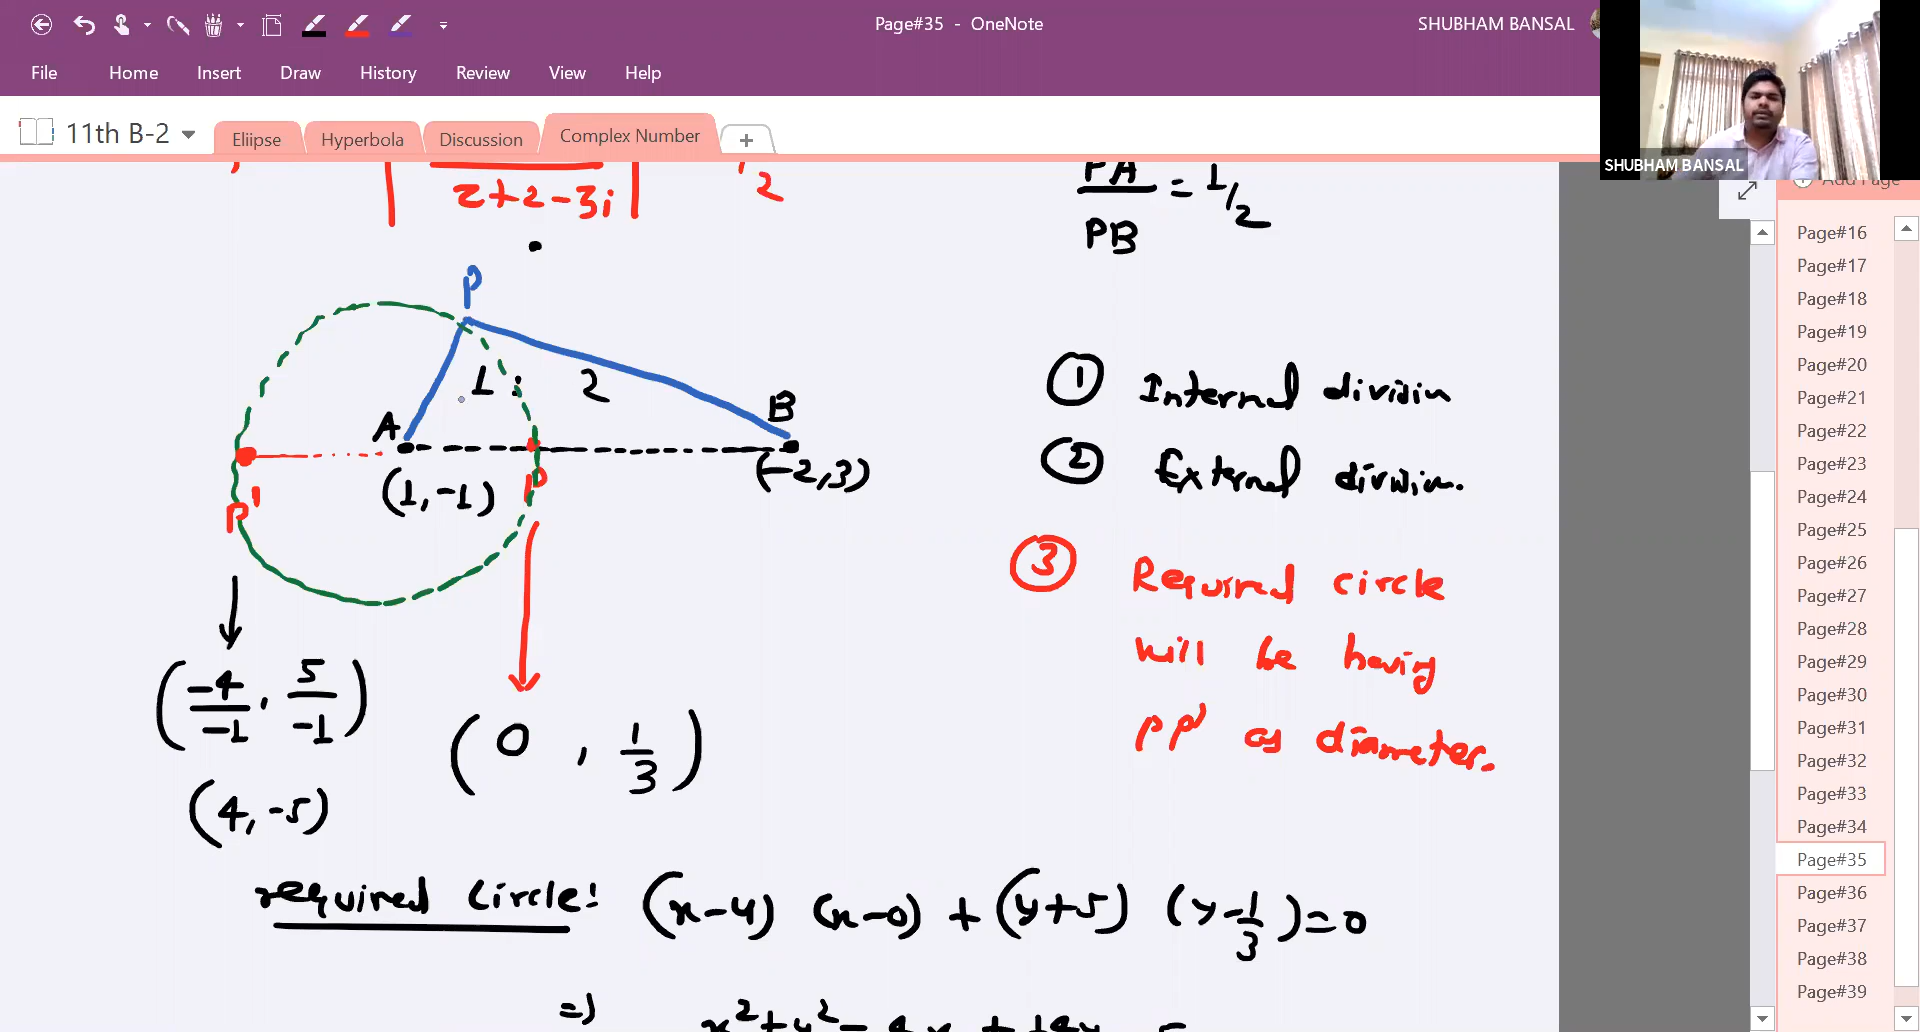 Page#35 - OneNote
SHUBHAM BANSAL
File Home Insert Draw History Review View Help
11th B-2
Eliipse
Hyperbola
Discussion
Complex Number
+
SHUBHAM BANSAL
Add Page
z+2-3i
2
PA
PB
= 1/2
P
1 : 2
A
B
(1,-1)
(-2,3)
P'
P
(-4/-1, 5/-1)
(4,-5)
(0, 1/3)
① Internal division
② External division.
③ Required circle
will be having
PP' as diameter.
required circle: (x-4) (x-0) + (y+5) (y-1/3)=0
=>
Page#16
Page#17
Page#18
Page#19
Page#20
Page#21
Page#22
Page#23
Page#24
Page#25
Page#26
Page#27
Page#28
Page#29
Page#30
Page#31
Page#32
Page#33
Page#34
Page#35
Page#36
Page#37
Page#38
Page#39